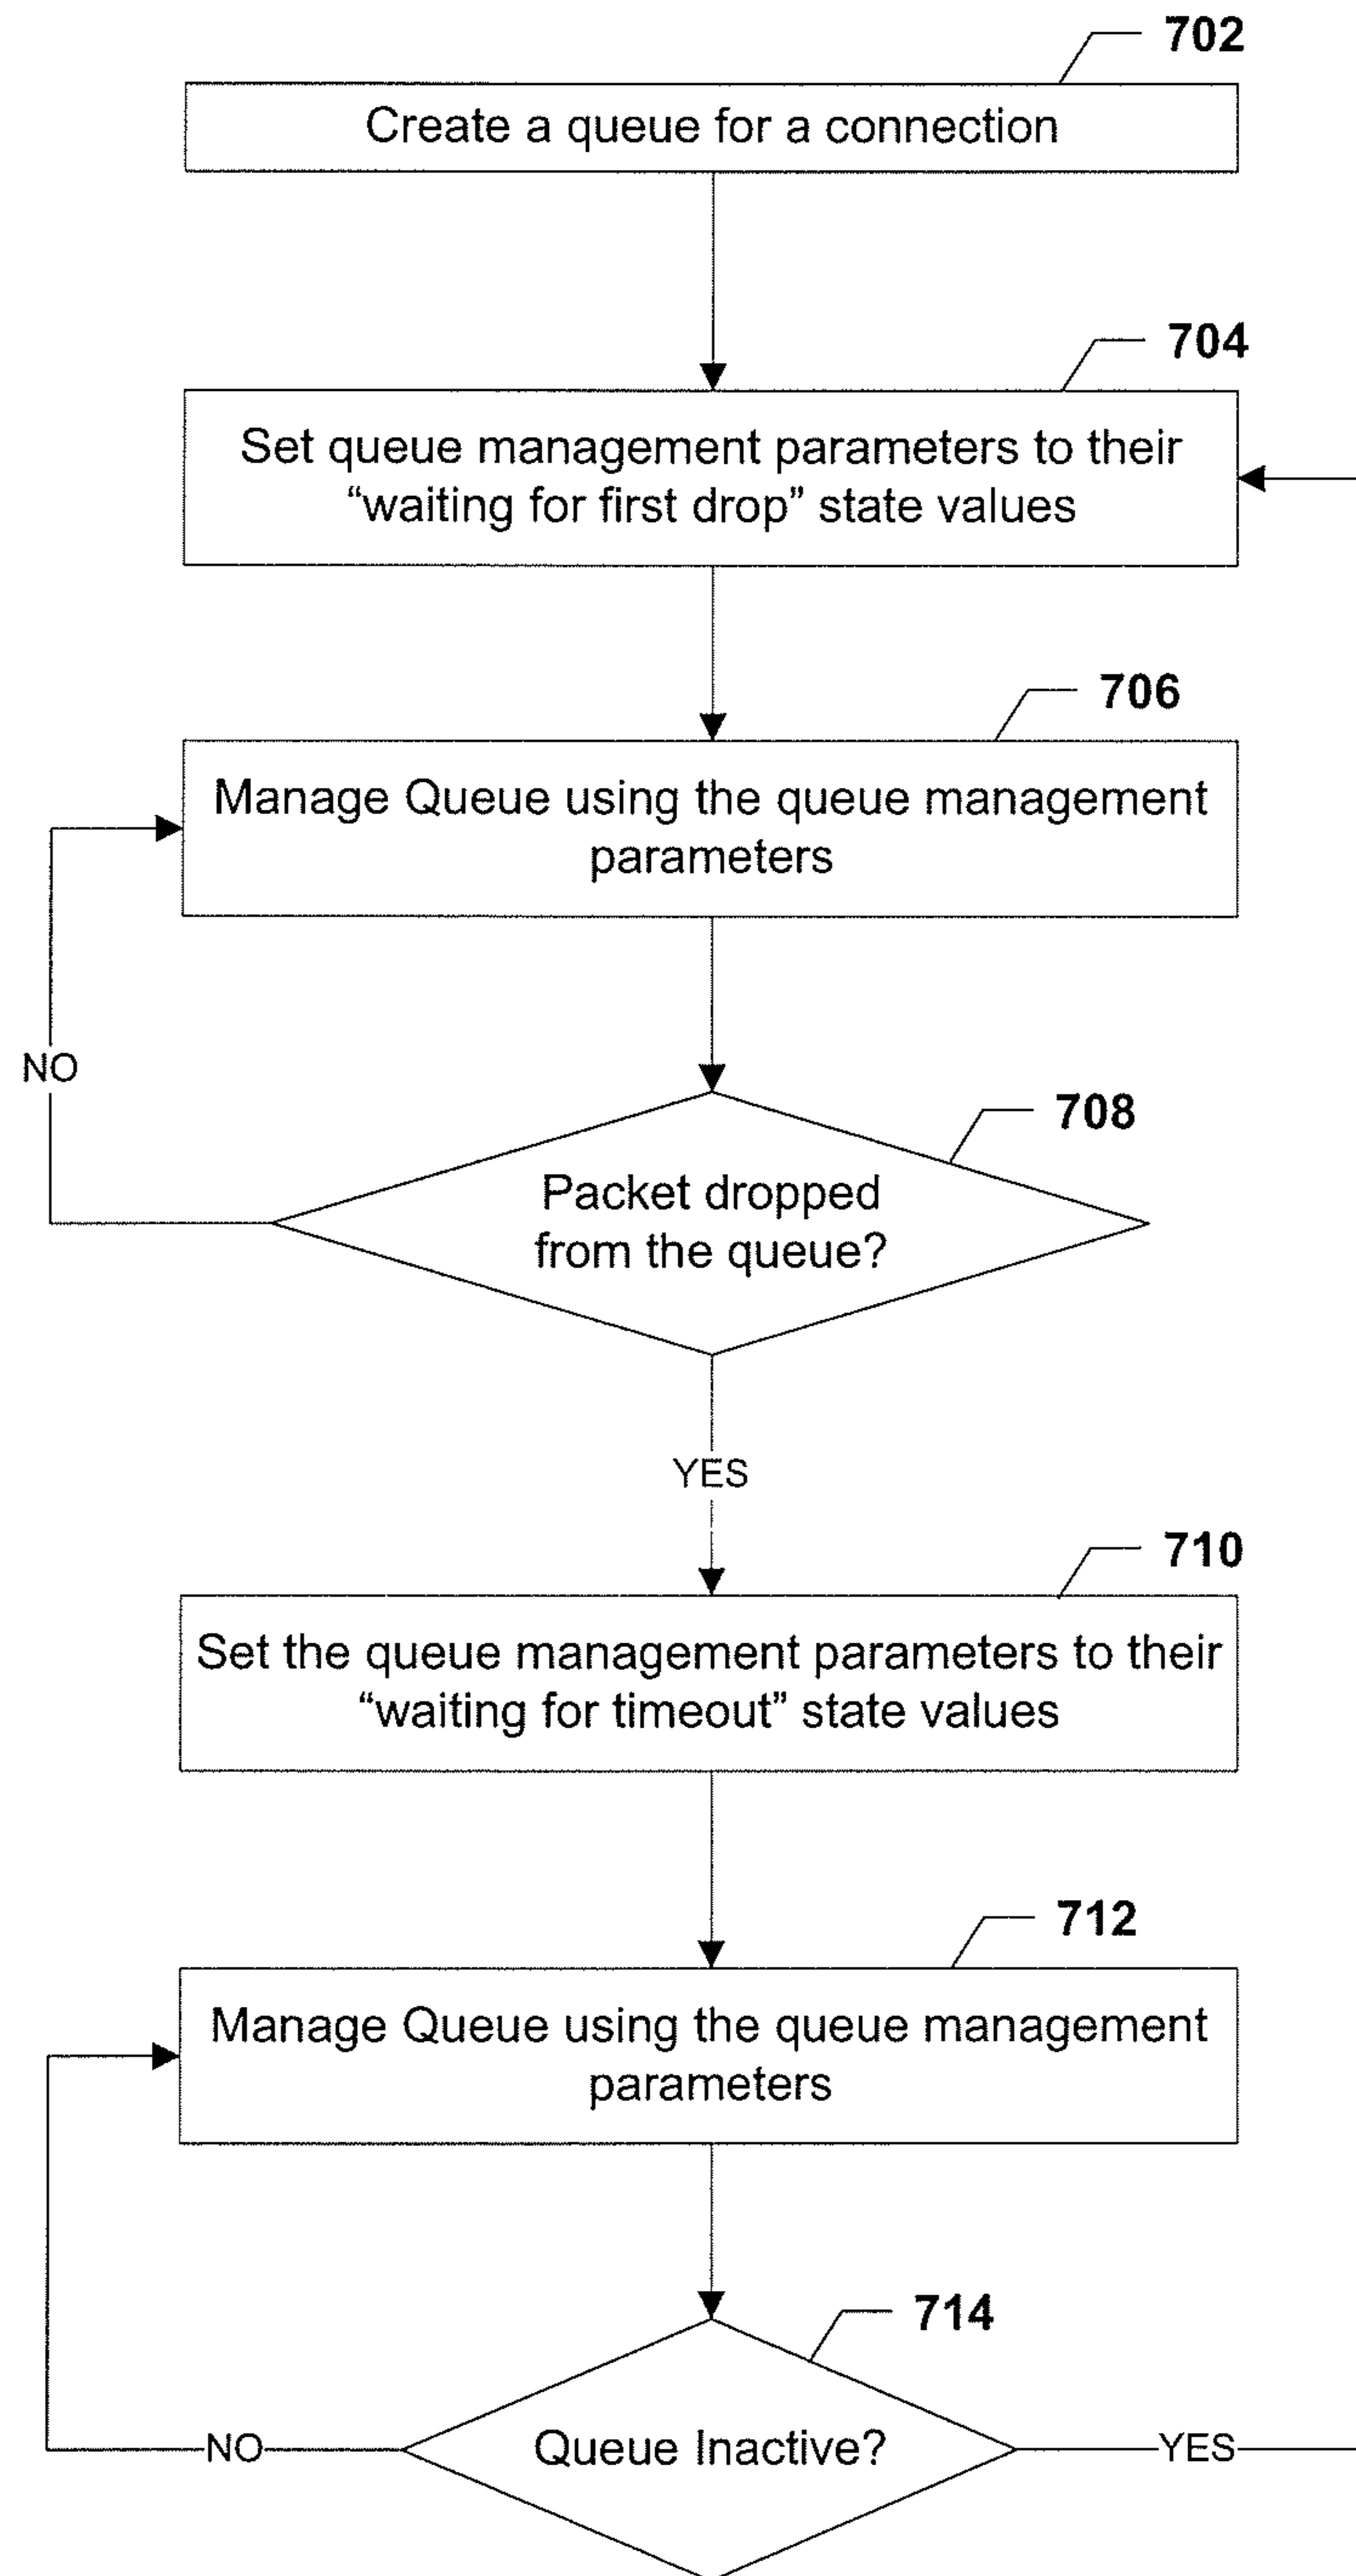 702
Create a queue for a connection
704
Set queue management parameters to their
“waiting for first drop” state values
706
Manage Queue using the queue management
parameters
NO
708
Packet dropped
from the queue?
YES
710
Set the queue management parameters to their
“waiting for timeout” state values
712
Manage Queue using the queue management
parameters
714
NO
Queue Inactive?
YES